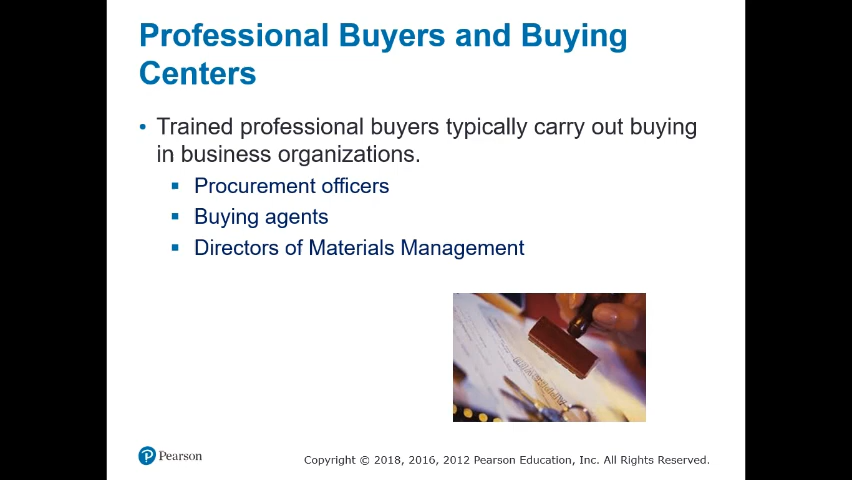 Professional Buyers and Buying
Centers
• Trained professional buyers typically carry out buying
in business organizations.
▪ Procurement officers
▪ Buying agents
▪ Directors of Materials Management
P Pearson
Copyright © 2018, 2016, 2012 Pearson Education, Inc. All Rights Reserved.